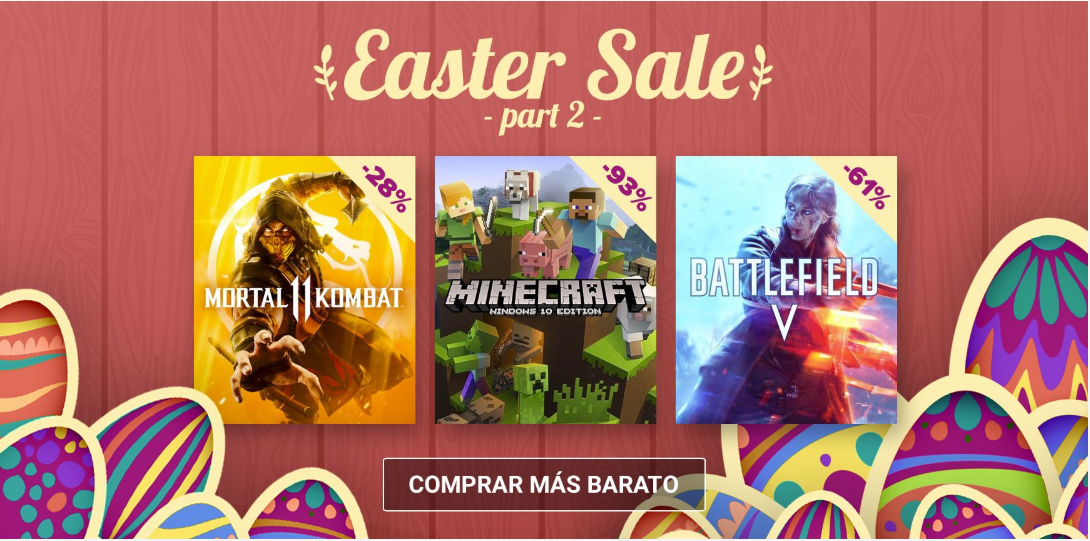 Easter Sale
- part 2 -
-28%
-93%
-61%
MORTAL 11 KOMBAT
MINECRAFT
WINDOWS 10 EDITION
BATTLEFIELD
V
COMPRAR MÁS BARATO